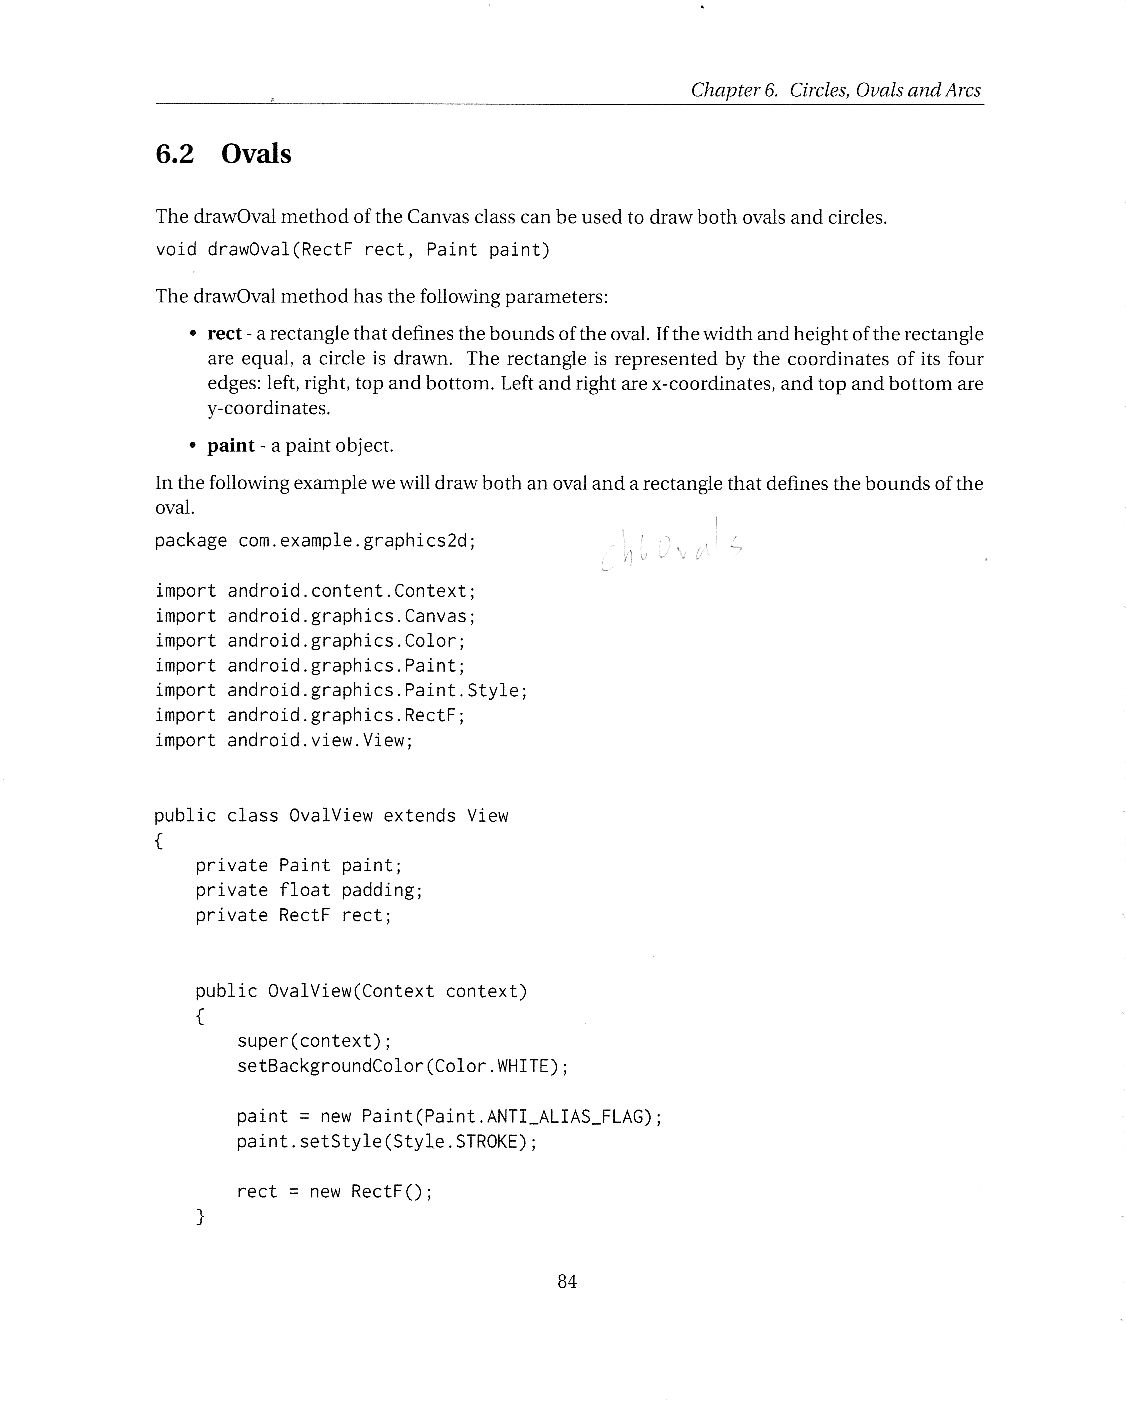 Chapter 6. Circles, Ovals and Arcs
6.2 Ovals
The drawOval method of the Canvas class can be used to draw both ovals and circles.
void drawOval(RectF rect, Paint paint)
The drawOval method has the following parameters:
• rect - a rectangle that defines the bounds of the oval. If the width and height of the rectangle
are equal, a circle is drawn. The rectangle is represented by the coordinates of its four
edges: left, right, top and bottom. Left and right are x-coordinates, and top and bottom are
y-coordinates.
• paint - a paint object.
In the following example we will draw both an oval and a rectangle that defines the bounds of the
oval.
package com.example.graphics2d;
ch6Ovals
import android.content.Context;
import android.graphics.Canvas;
import android.graphics.Color;
import android.graphics.Paint;
import android.graphics.Paint.Style;
import android.graphics.RectF;
import android.view.View;
public class OvalView extends View
{
private Paint paint;
private float padding;
private RectF rect;
public OvalView(Context context)
{
super(context);
setBackgroundColor(Color.WHITE);
paint = new Paint(Paint.ANTI_ALIAS_FLAG);
paint.setStyle(Style.STROKE);
rect = new RectF();
}
84